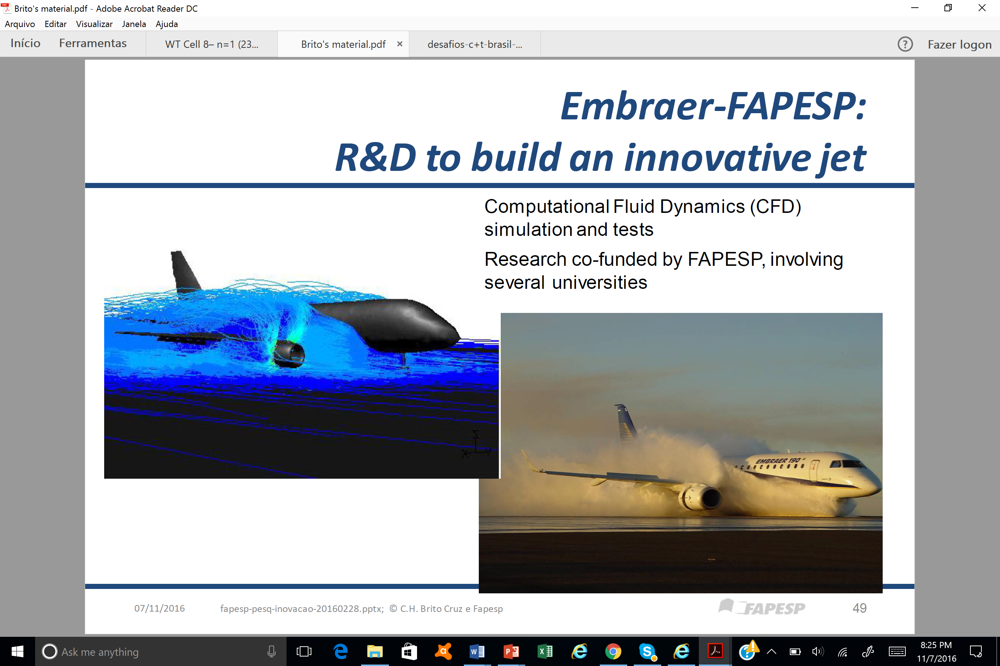 Brito's material.pdf - Adobe Acrobat Reader DC
Arquivo Editar Visualizar Janela Ajuda
Início Ferramentas WT Cell 8– n=1 (23... Brito's material.pdf desafios-c+t-brasil-... Fazer logon
Embraer-FAPESP:
R&D to build an innovative jet
Computational Fluid Dynamics (CFD)
simulation and tests
Research co-funded by FAPESP, involving
several universities
X Y
EMBRAER 190
07/11/2016 fapesp-pesq-inovacao-20160228.pptx; © C.H. Brito Cruz e Fapesp FAPESP 49
Ask me anything
8:25 PM
11/7/2016